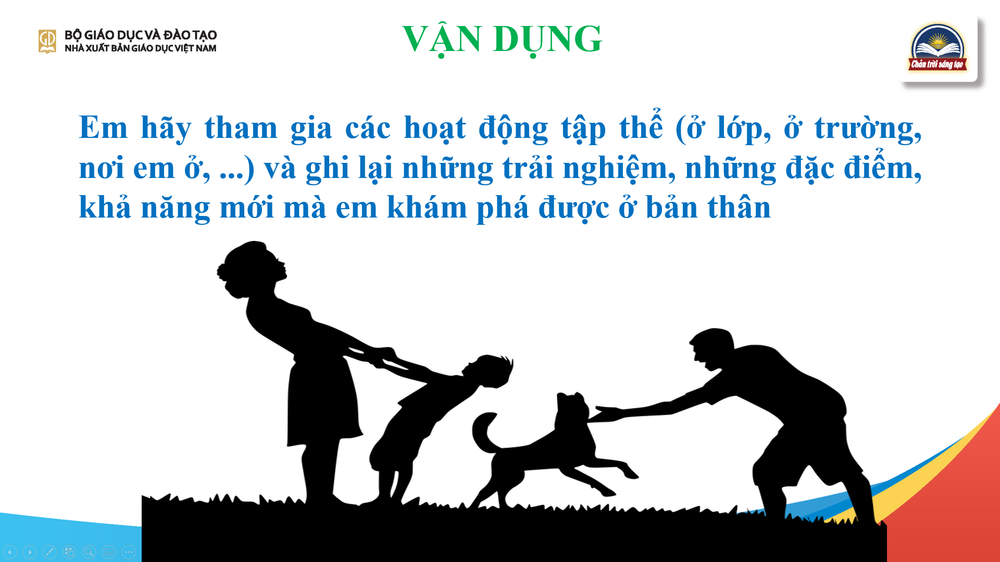 BỘ GIÁO DỤC VÀ ĐÀO TẠO
NHÀ XUẤT BẢN GIÁO DỤC VIỆT NAM
VẬN DỤNG
Chân trời sáng tạo
Em hãy tham gia các hoạt động tập thể (ở lớp, ở trường,
nơi em ở, ...) và ghi lại những trải nghiệm, những đặc điểm,
khả năng mới mà em khám phá được ở bản thân